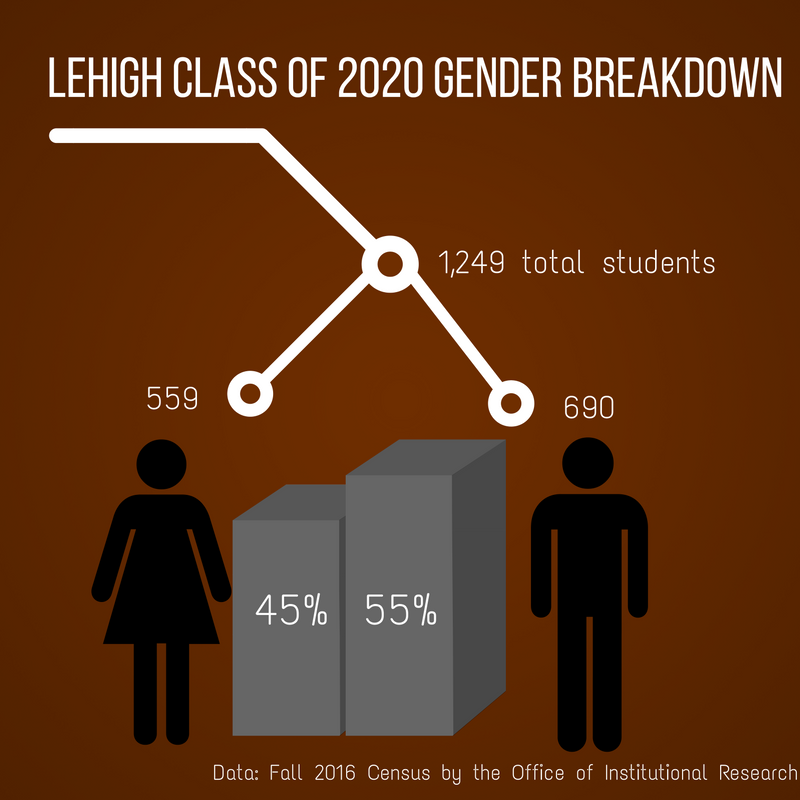 LEHIGH CLASS OF 2020 GENDER BREAKDOWN
1,249 total students
559
690
45%
55%
Data: Fall 2016 Census by the Office of Institutional Research